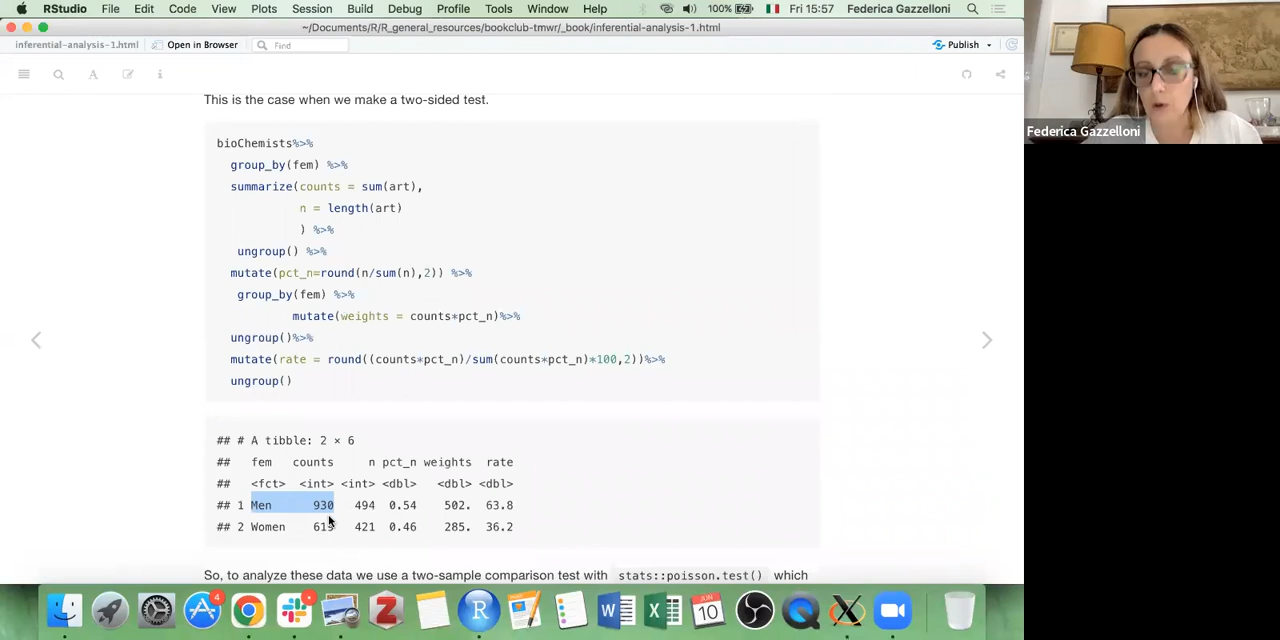 RStudio File Edit Code View Plots Session Build Debug Profile Tools Window Help 100% Fri 15:57 Federica Gazzelloni
~/Documents/R/R_general_resources/bookclub-tmwr/_book/inferential-analysis-1.html
inferential-analysis-1.html Open in Browser Find Publish
A i
This is the case when we make a two-sided test.
bioChemists%>%
group_by(fem) %>%
summarize(counts = sum(art),
n = length(art)
) %>%
ungroup() %>%
mutate(pct_n=round(n/sum(n),2)) %>%
group_by(fem) %>%
mutate(weights = counts*pct_n)%>%
ungroup()%>%
mutate(rate = round((counts*pct_n)/sum(counts*pct_n)*100,2))%>%
ungroup()
## # A tibble: 2 × 6
## fem counts n pct_n weights rate
## <fct> <int> <int> <dbl> <dbl> <dbl>
## 1 Men 930 494 0.54 502. 63.8
## 2 Women 619 421 0.46 285. 36.2
So, to analyze these data we use a two-sample comparison test with stats::poisson.test() which
Federica Gazzelloni
4
JUN
10